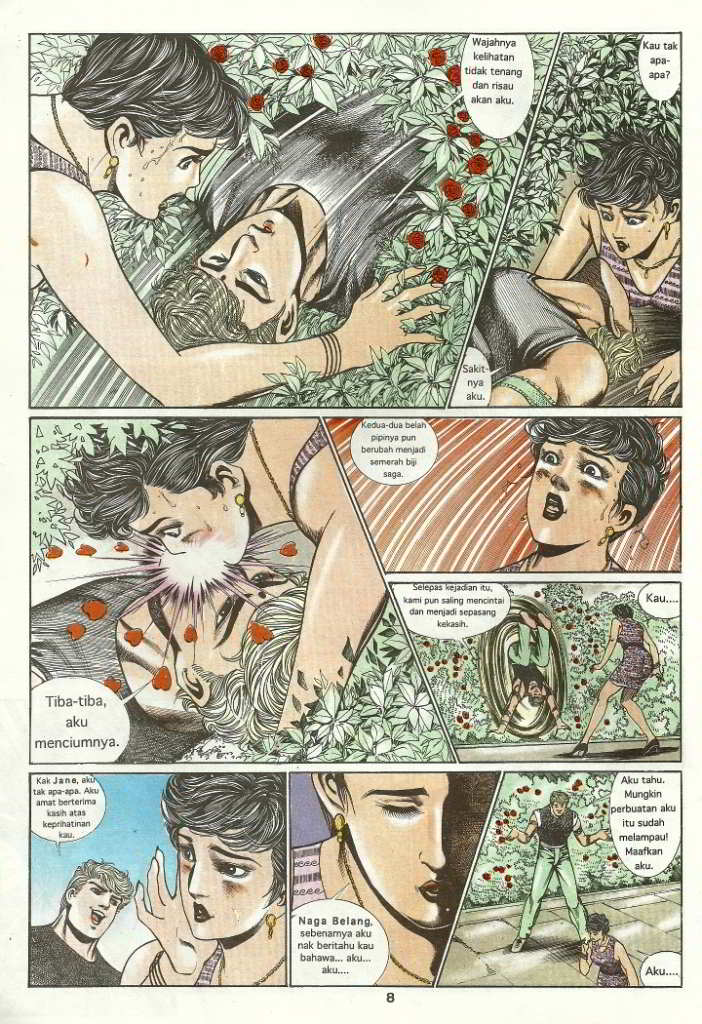 Wajahnya
kelihatan
tidak tenang
dan risau
akan aku.
Kau tak
apa-
apa?
Sakit-
nya
aku.
Tiba-tiba,
aku
menciumnya.
Kedua-dua belah
pipinya pun
berubah menjadi
semerah biji
saga.
Selepas kejadian itu,
kami pun saling mencintai
dan menjadi sepasang
kekasih.
Kau....
Kak Jane, aku
tak apa-apa. Aku
amat berterima
kasih atas
keprihatinan
kau.
Naga Belang,
sebenarnya aku
nak beritahu kau
bahawa... aku...
aku....
Aku tahu.
Mungkin
perbuatan aku
itu sudah
melampau!
Maafkan
aku.
Aku....
8